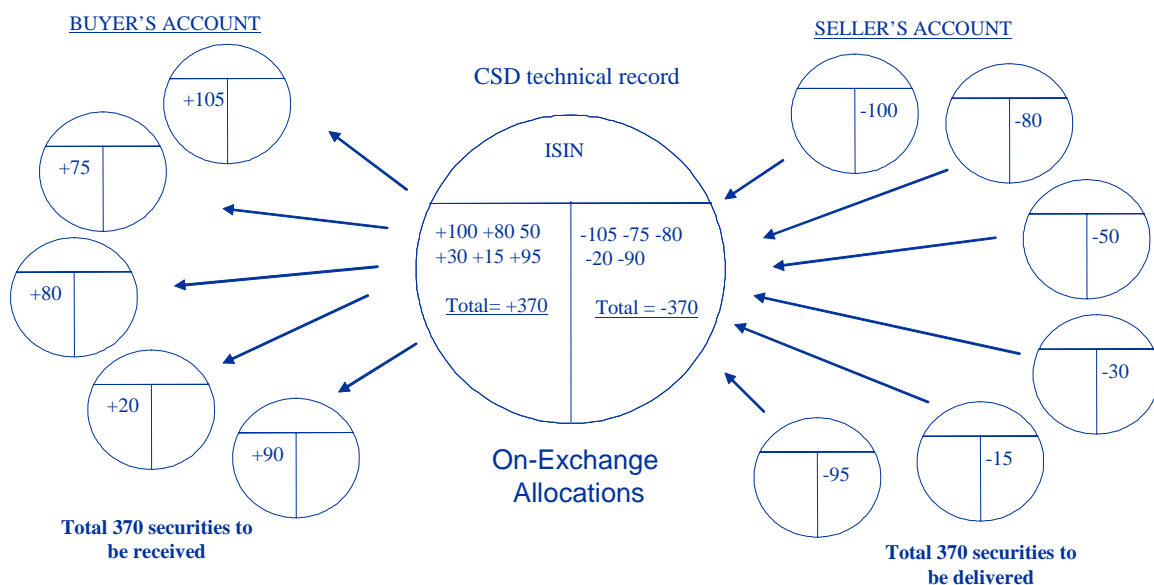 BUYER'S ACCOUNT
SELLER'S ACCOUNT
CSD technical record
+105
+75
+80
+20
+90
ISIN
+100 +80 50
+30 +15 +95
Total= +370
-105 -75 -80
-20 -90
Total = -370
-100
-80
-50
-30
-15
-95
On-Exchange
Allocations
Total 370 securities to
be received
Total 370 securities to
be delivered